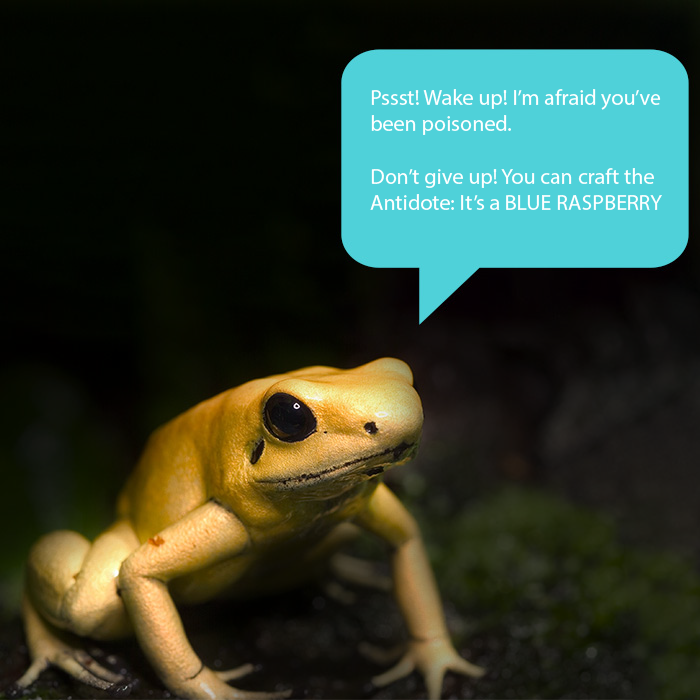 Pssst! Wake up! I’m afraid you’ve
been poisoned.
Don’t give up! You can craft the
Antidote: It’s a BLUE RASPBERRY